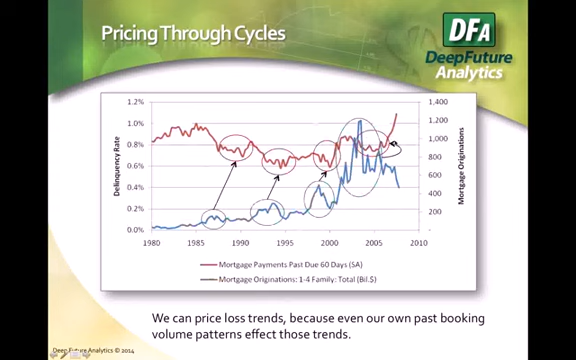 Pricing Through Cycles
DFA
DeepFuture
Analytics
1.2%
1.0%
0.8%
0.6%
0.4%
0.2%
0.0%
Delinquency Rate
1,400
1,200
1,000
800
600
400
200
-
Mortgage Originations
1980 1985 1990 1995 2000 2005 2010
Mortgage Payments Past Due 60 Days (SA)
Mortgage Originations: 1-4 Family: Total (Bil.$)
We can price loss trends, because even our own past booking
volume patterns effect those trends.
Deep Future Analytics © 2014